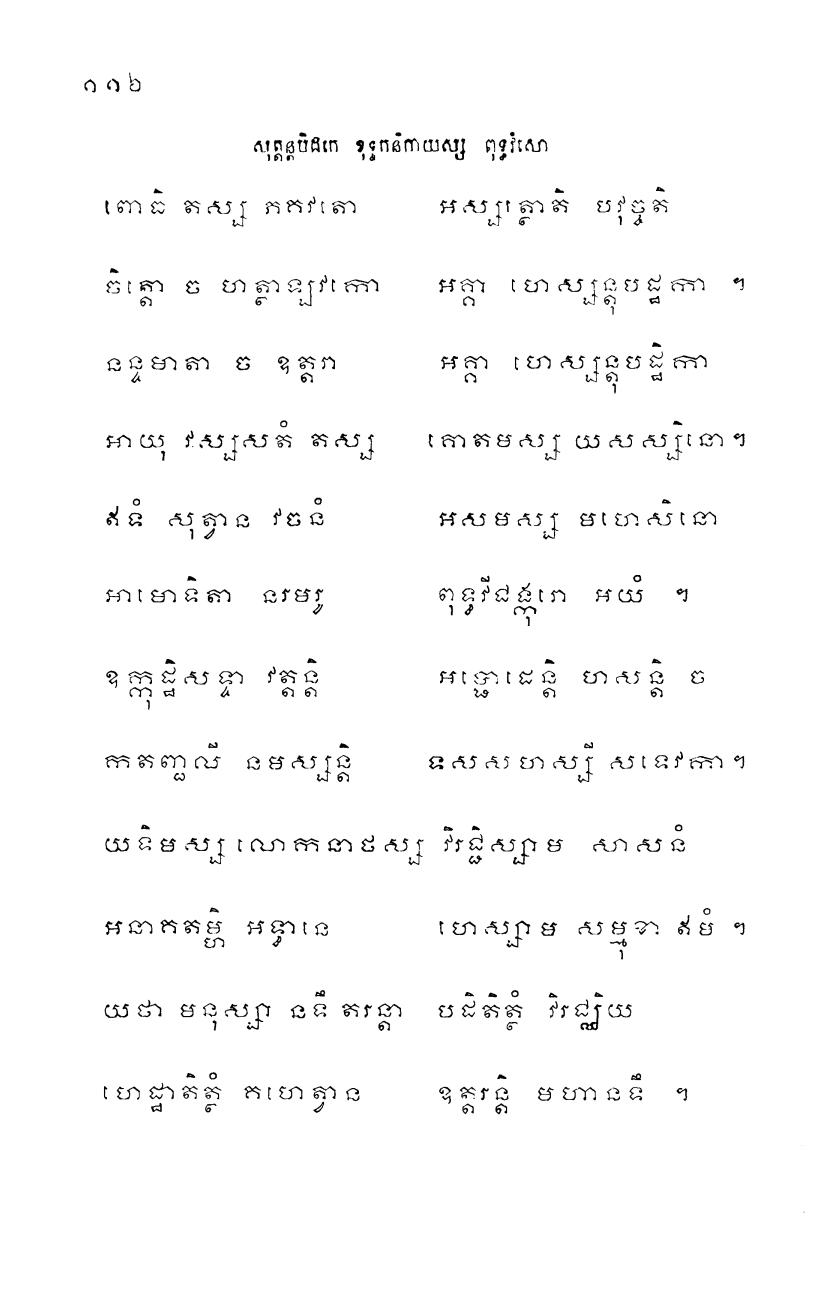 ១១៦
សុត្តន្តបិដកេ ខុទ្ទកនិកាយស្ស ពុទ្ធវំសោ
ពោធិ តស្ស ភគវតោ អស្សត្ថោតិ បវុច្ចតិ
ចិត្តោ ច ហត្ថាឡវកោ អគ្គា ហេស្សន្តុបដ្ឋកា ។
នន្ទមាតា ច ឧត្តរា អគ្គា ហេស្សន្តុបដ្ឋិកា
អាយុ វស្សសតំ តស្ស គោតមស្ស យសស្សិនោ។
ឥទំ សុត្វាន វចនំ អសមស្ស មហេសិនោ
អាមោទិតា នរមរូ ពុទ្ធវីជង្កុរោ អយំ ។
ឧក្កុដ្ឋិសទ្ទា វត្តន្តិ អប្ផោដេន្តិ ហសន្តិ ច
កតញ្ជលី នមស្សន្តិ ទសសហស្សី សទេវកា។
យទិមស្ស លោកនាថស្ស វិរជ្ជិស្សាម សាសនំ
អនាគតម្ហិ អទ្ធានេ ហេស្សាម សម្មុខា ឥមំ ។
យថា មនុស្សា នទឹ តរន្តា បដិតិត្ថំ វិរជ្ឈិយ
ហេដ្ឋាតិត្ថំ គហេត្វាន ឧត្តរន្តិ មហានទឹ ។